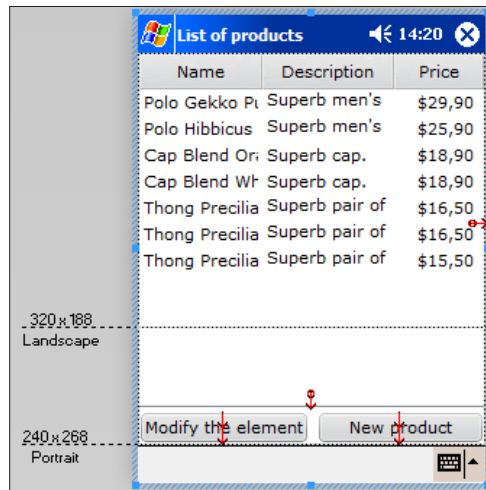 List of products 14:20
Name Description Price
Polo Gekko Pu Superb men's $29,90
Polo Hibbicus Superb men's $25,90
Cap Blend Ora Superb cap. $18,90
Cap Blend Wh Superb cap. $18,90
Thong Precilia Superb pair of $16,50
Thong Precilia Superb pair of $16,50
Thong Precilia Superb pair of $15,50
320 x 188
Landscape
Modify the element New product
240 x 268
Portrait